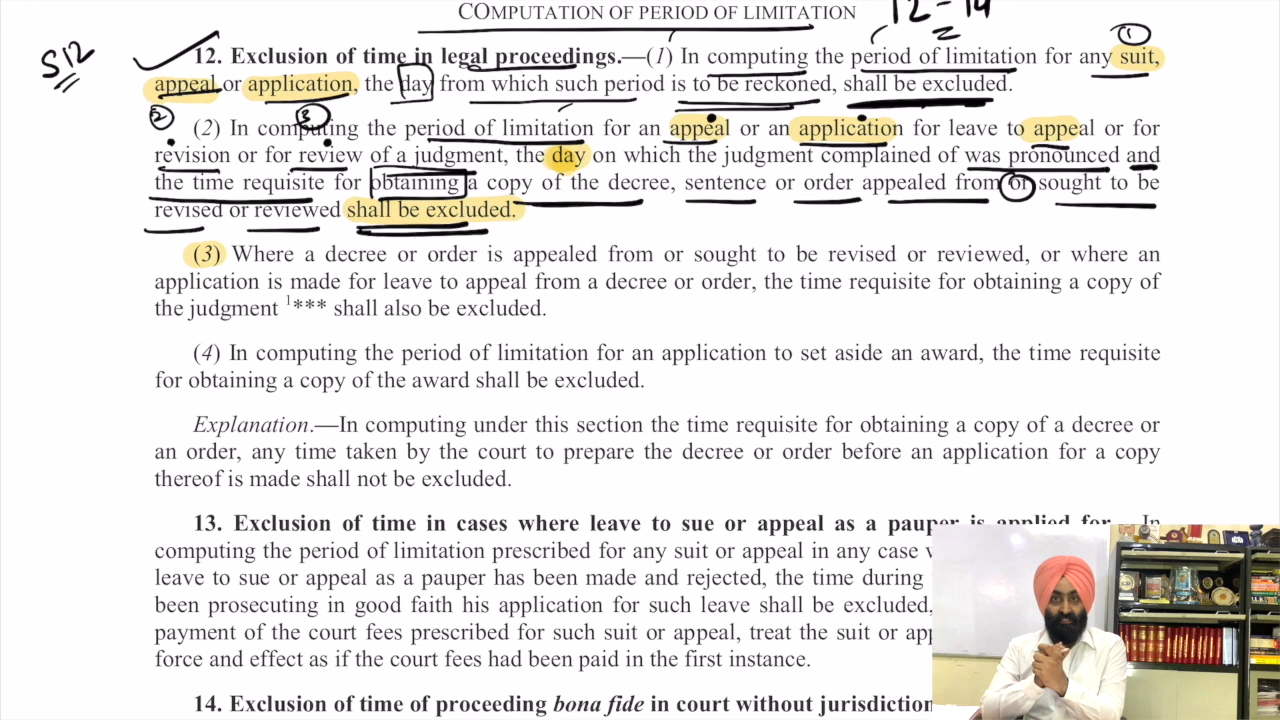 COMPUTATION OF PERIOD OF LIMITATION
12 - 14
S12
12. Exclusion of time in legal proceedings.—(1) In computing the period of limitation for any suit,
1
appeal or application, the day from which such period is to be reckoned, shall be excluded.
2 3
(2) In computing the period of limitation for an appeal or an application for leave to appeal or for
revision or for review of a judgment, the day on which the judgment complained of was pronounced and
the time requisite for obtaining a copy of the decree, sentence or order appealed from or sought to be
revised or reviewed shall be excluded.
(3) Where a decree or order is appealed from or sought to be revised or reviewed, or where an
application is made for leave to appeal from a decree or order, the time requisite for obtaining a copy of
the judgment 1*** shall also be excluded.
(4) In computing the period of limitation for an application to set aside an award, the time requisite
for obtaining a copy of the award shall be excluded.
Explanation.—In computing under this section the time requisite for obtaining a copy of a decree or
an order, any time taken by the court to prepare the decree or order before an application for a copy
thereof is made shall not be excluded.
13. Exclusion of time in cases where leave to sue or appeal as a pauper is applied for.—In
computing the period of limitation prescribed for any suit or appeal in any case
leave to sue or appeal as a pauper has been made and rejected, the time during
been prosecuting in good faith his application for such leave shall be excluded,
payment of the court fees prescribed for such suit or appeal, treat the suit or
force and effect as if the court fees had been paid in the first instance.
14. Exclusion of time of proceeding bona fide in court without jurisdiction